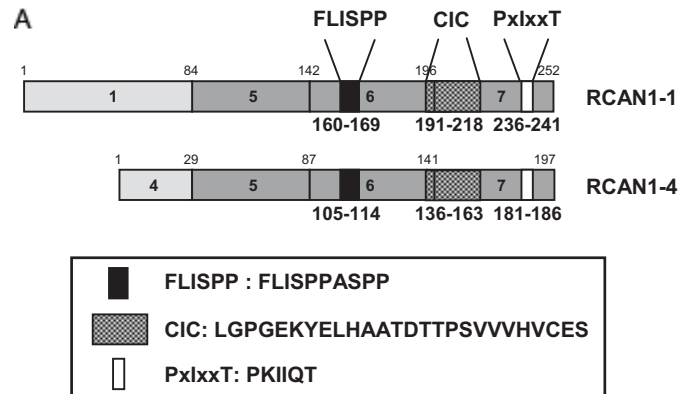 A
FLISPP CIC PxIxxT
1 84 142 196 252
1 5 6 7 RCAN1-1
160-169 191-218 236-241
1 29 87 141 197
4 5 6 7 RCAN1-4
105-114 136-163 181-186
FLISPP : FLISPPASPP
CIC: LGPGEKYELHAATDTTPSVVVHVCES
PxIxxT: PKIIQT